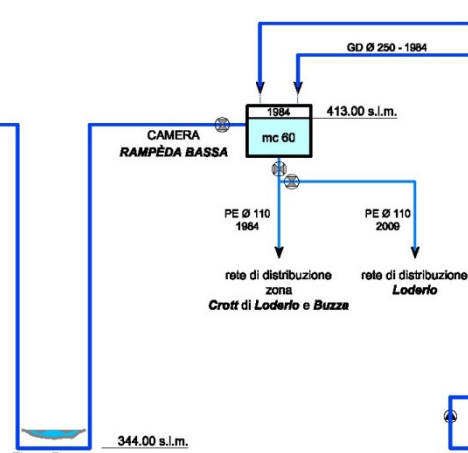 GD Ø 250 - 1984
1984
413.00 s.l.m.
mc 60
CAMERA
RAMPÈDA BASSA
PE Ø 110
1984
PE Ø 110
2009
rete di distribuzione
zona
Crott di Loderio e Buzza
rete di distribuzione
Loderio
344.00 s.l.m.